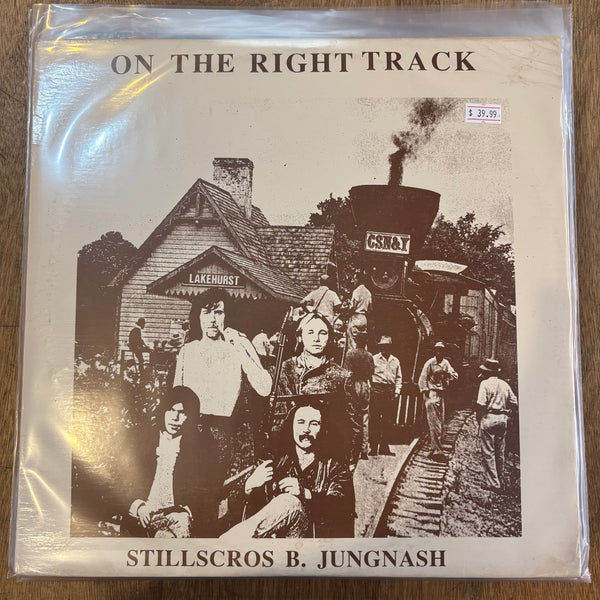 ON THE RIGHT TRACK
$ 39.99
CSN&Y
LAKEHURST
STILLSCROS B. JUNGNASH